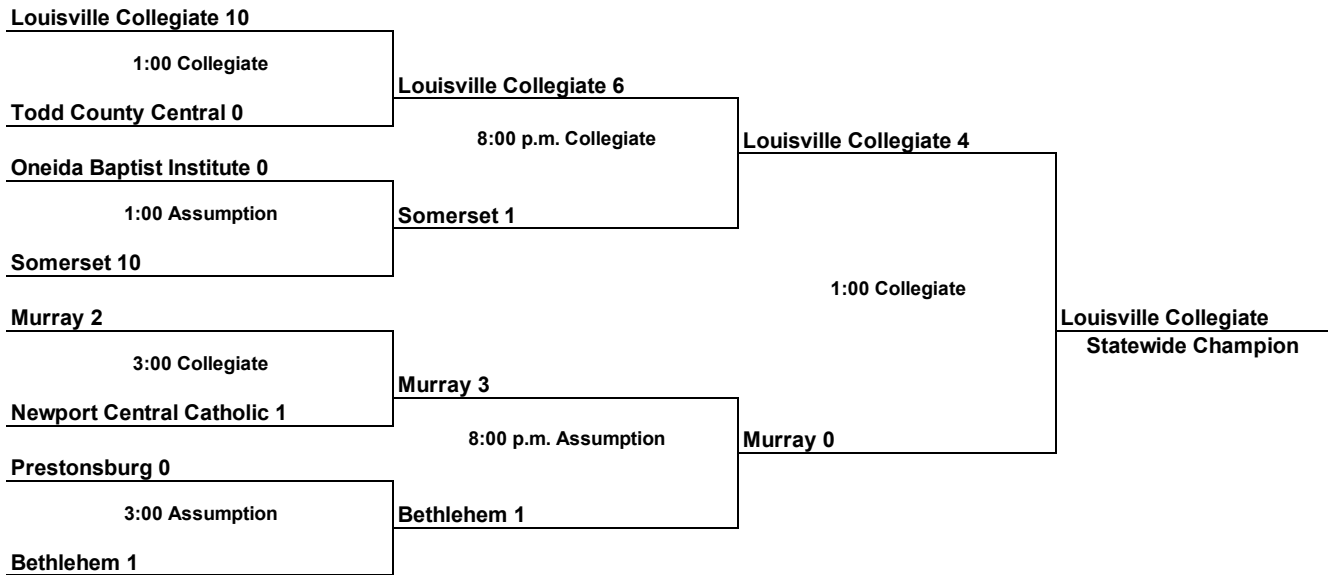 Louisville Collegiate 10
1:00 Collegiate
Todd County Central 0
Oneida Baptist Institute 0
1:00 Assumption
Somerset 10
Murray 2
3:00 Collegiate
Newport Central Catholic 1
Prestonsburg 0
3:00 Assumption
Bethlehem 1
Louisville Collegiate 6
8:00 p.m. Collegiate
Somerset 1
Murray 3
8:00 p.m. Assumption
Bethlehem 1
Louisville Collegiate 4
1:00 Collegiate
Murray 0
Louisville Collegiate
Statewide Champion